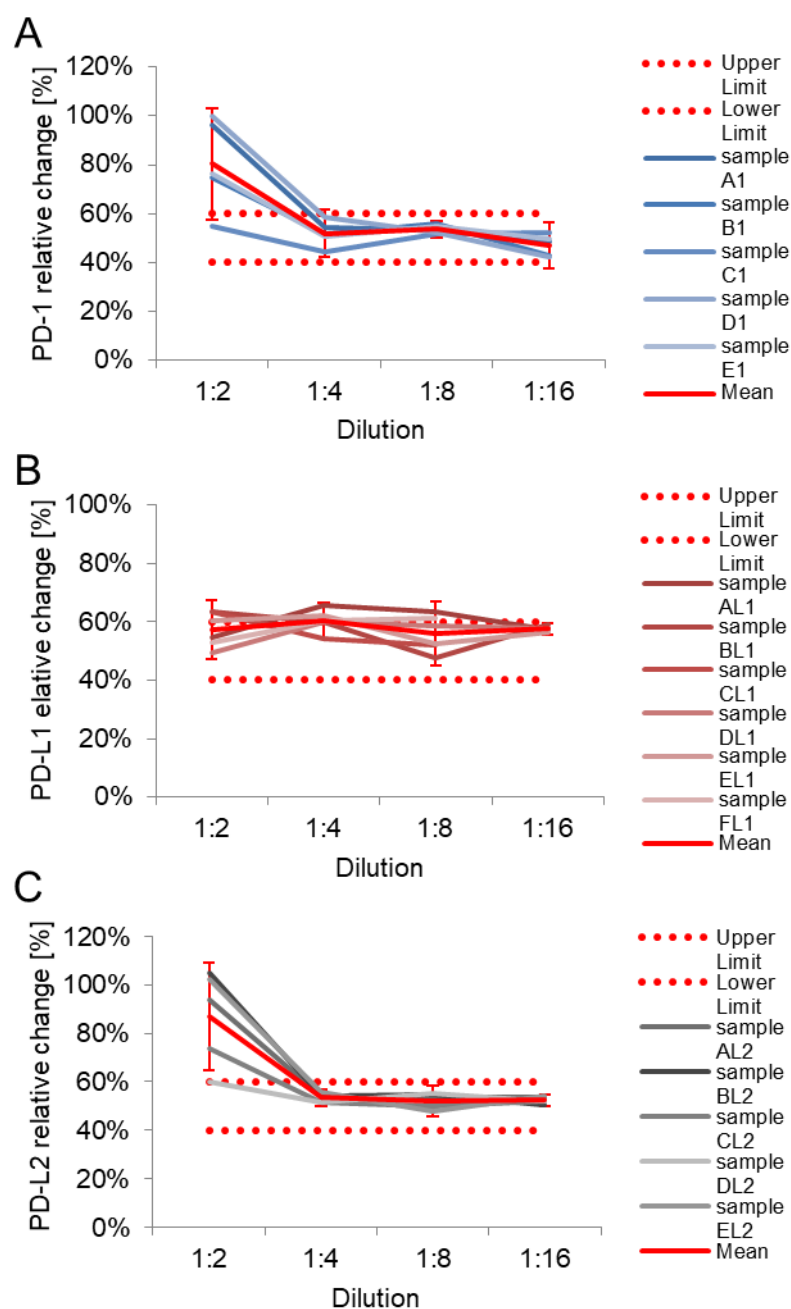 A
120%
100%
80%
60%
40%
20%
0%
PD-1 relative change [%]
1:2 1:4 1:8 1:16
Dilution
Upper
Limit
Lower
Limit
sample
A1
sample
B1
sample
C1
sample
D1
sample
E1
Mean
B
100%
80%
60%
40%
20%
0%
PD-L1 elative change [%]
1:2 1:4 1:8 1:16
Dilution
Upper
Limit
Lower
Limit
sample
AL1
sample
BL1
sample
CL1
sample
DL1
sample
EL1
sample
FL1
Mean
C
120%
100%
80%
60%
40%
20%
0%
PD-L2 relative change [%]
1:2 1:4 1:8 1:16
Dilution
Upper
Limit
Lower
Limit
sample
AL2
sample
BL2
sample
CL2
sample
DL2
sample
EL2
Mean